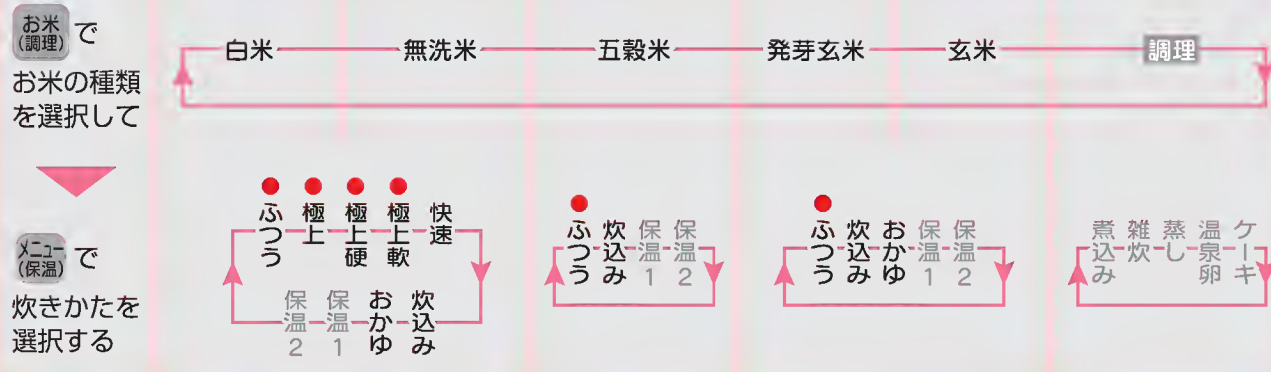 お米(調理)で
お米の種類
を選択して
白米 無洗米 五穀米 発芽玄米 玄米 調理
メニュー(保温)で
炊きかたを
選択する
ふつう
極上
極上硬
極上軟
快速
炊込み
おかゆ
保温1
保温2
ふつう
炊込み
保温1
保温2
ふつう
炊込み
おかゆ
保温1
保温2
煮込み
雑炊
蒸し
温泉卵
ケーキ